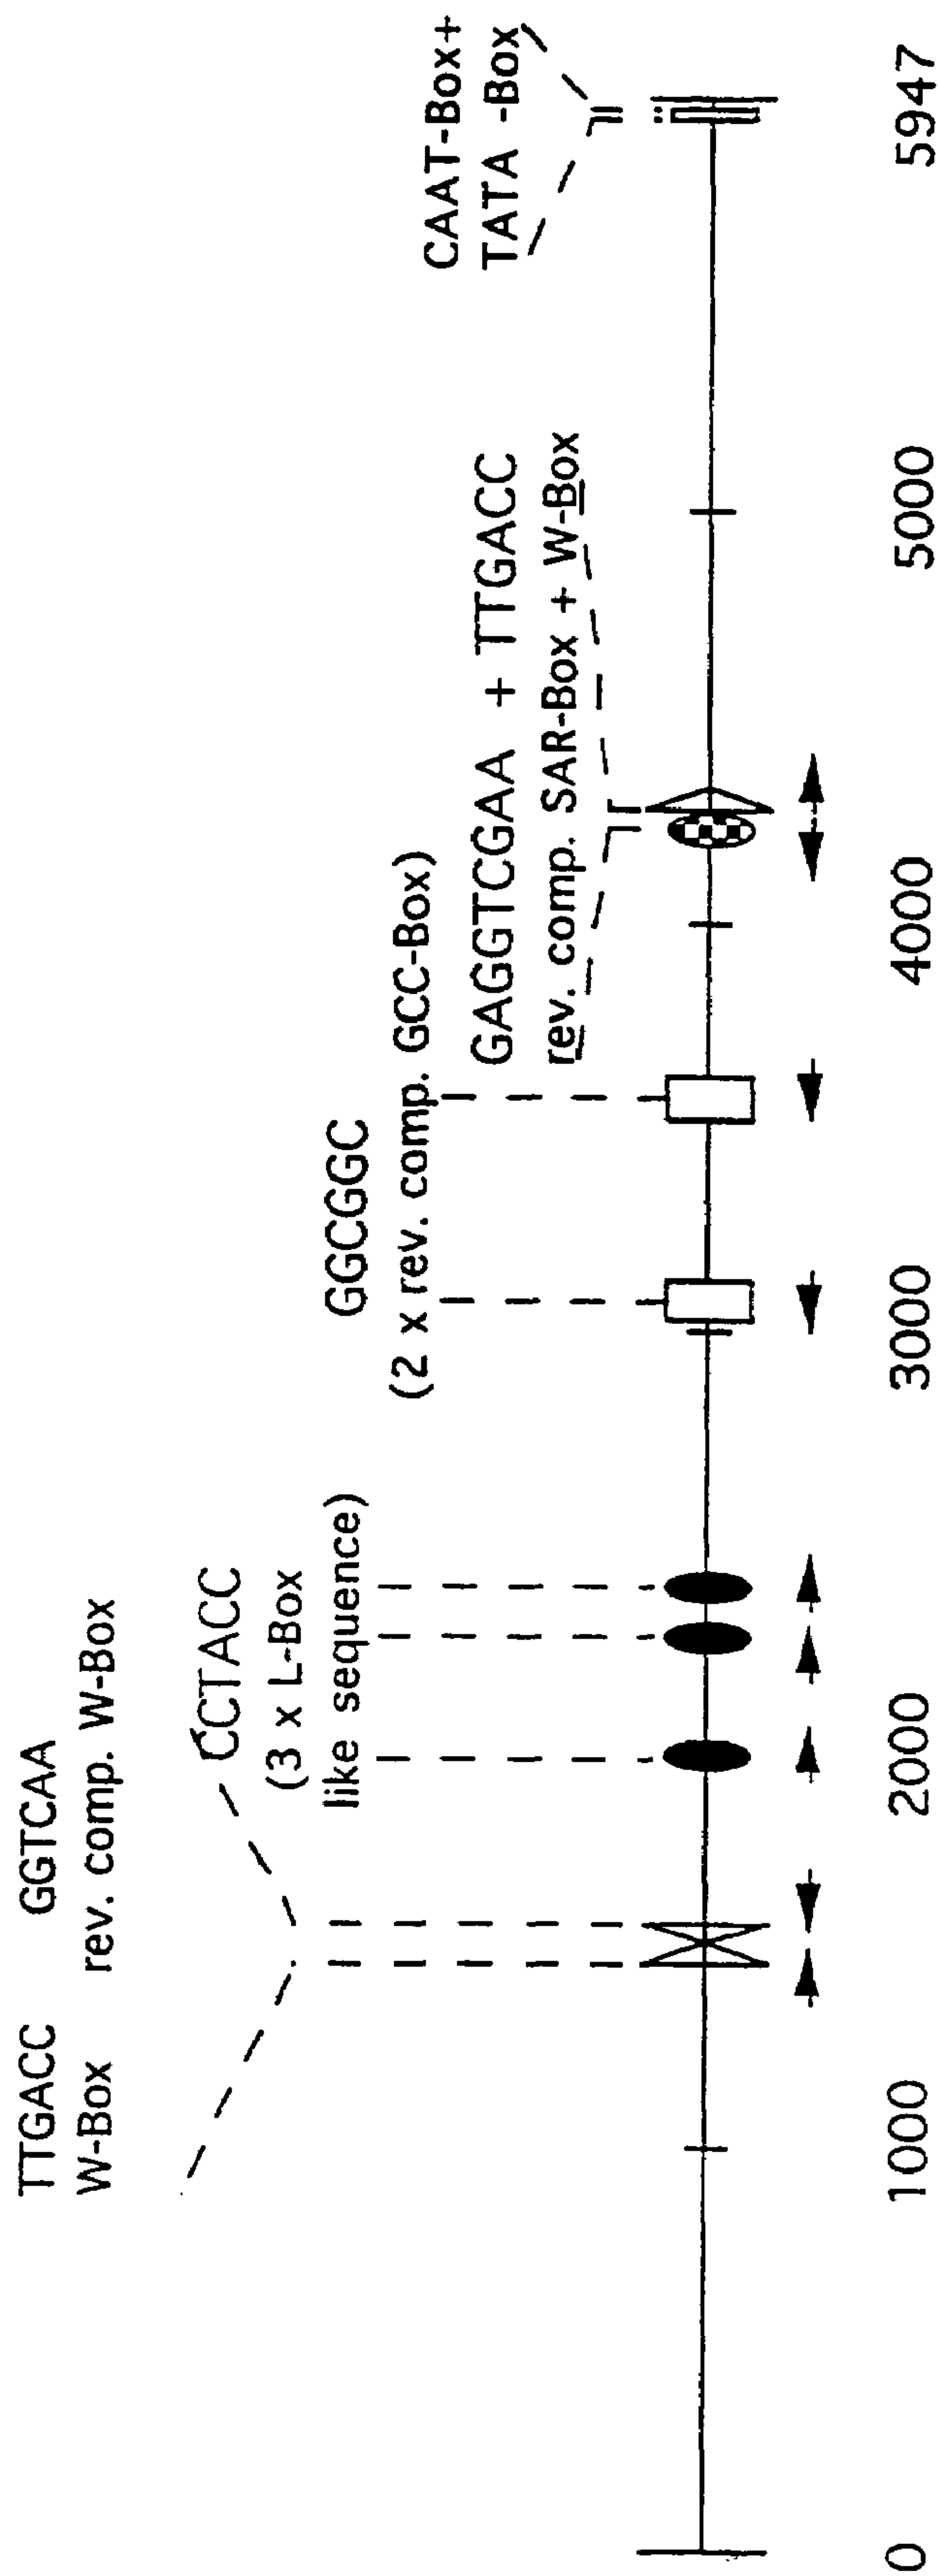 TTGACC GGTCAA
W-Box rev. comp. W-Box
CCTACC
(3 x L-Box
like sequence)
GGCGGC
(2 x rev. comp. GCC-Box)
GAGGTCGAA + TTGACC
rev. comp. SAR-Box + W-Box
CAAT-Box+
TATA -Box
0 1000 2000 3000 4000 5000 5947